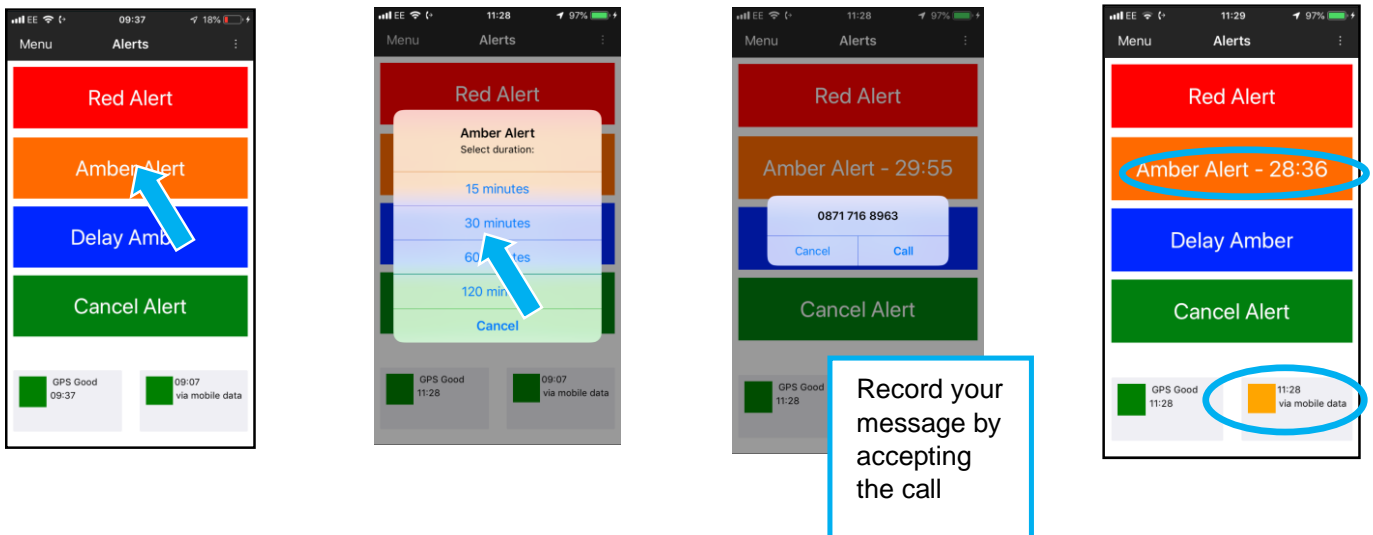 EE 09:37 18%
Menu Alerts
Red Alert
Amber Alert
Delay Amb
Cancel Alert
GPS Good
09:37
09:07
via mobile data
EE 11:28 97%
Menu Alerts
Red Alert
Amber Alert
Select duration:
15 minutes
30 minutes
60 tes
120 min
Cancel
GPS Good
11:28
09:07
via mobile data
EE 11:28 97%
Menu Alerts
Red Alert
Amber Alert - 29:55
0871 716 8963
Cancel Call
Cancel Alert
GPS Good
11:28
Record your
message by
accepting
the call
EE 11:29 97%
Menu Alerts
Red Alert
Amber Alert - 28:36
Delay Amber
Cancel Alert
GPS Good
11:28
11:28
via mobile data